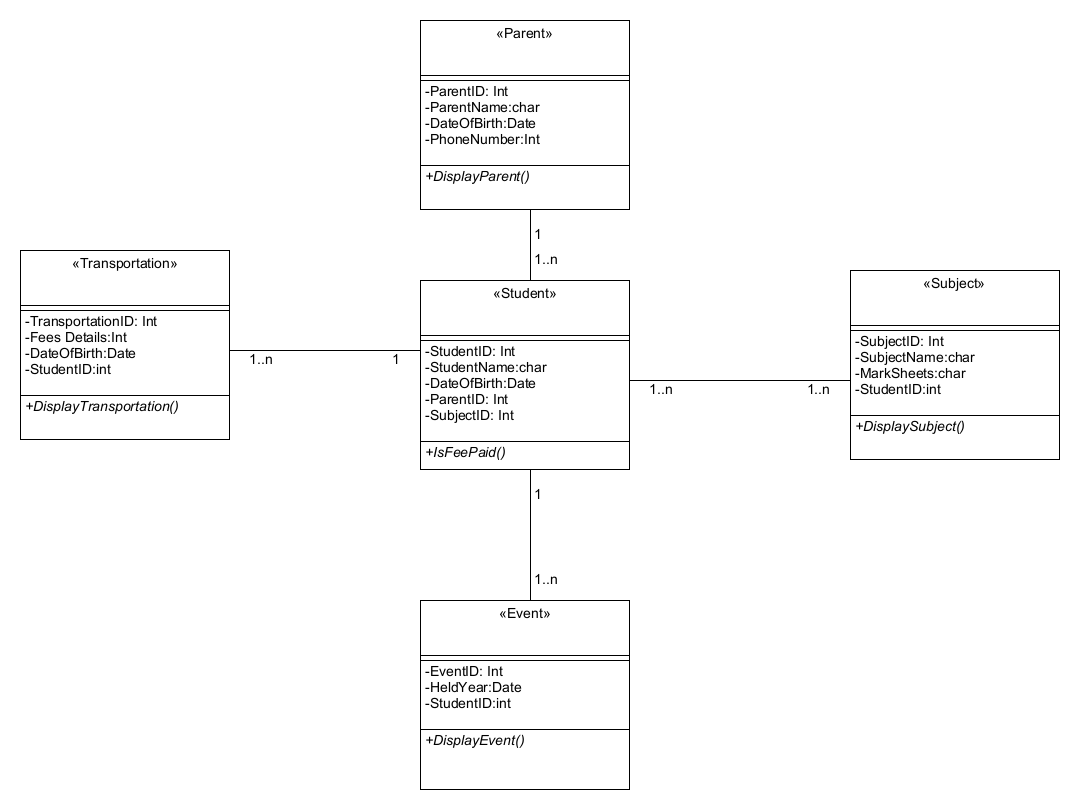 «Parent»
-ParentID: Int
-ParentName:char
-DateOfBirth:Date
-PhoneNumber:Int
+DisplayParent()
1
1..n
«Transportation»
-TransportationID: Int
-Fees Details:Int
-DateOfBirth:Date
-StudentID:int
+DisplayTransportation()
1..n
1
«Student»
-StudentID: Int
-StudentName:char
-DateOfBirth:Date
-ParentID: Int
-SubjectID: Int
+IsFeePaid()
1..n
1..n
«Subject»
-SubjectID: Int
-SubjectName:char
-MarkSheets:char
-StudentID:int
+DisplaySubject()
1
1..n
«Event»
-EventID: Int
-HeldYear:Date
-StudentID:int
+DisplayEvent()